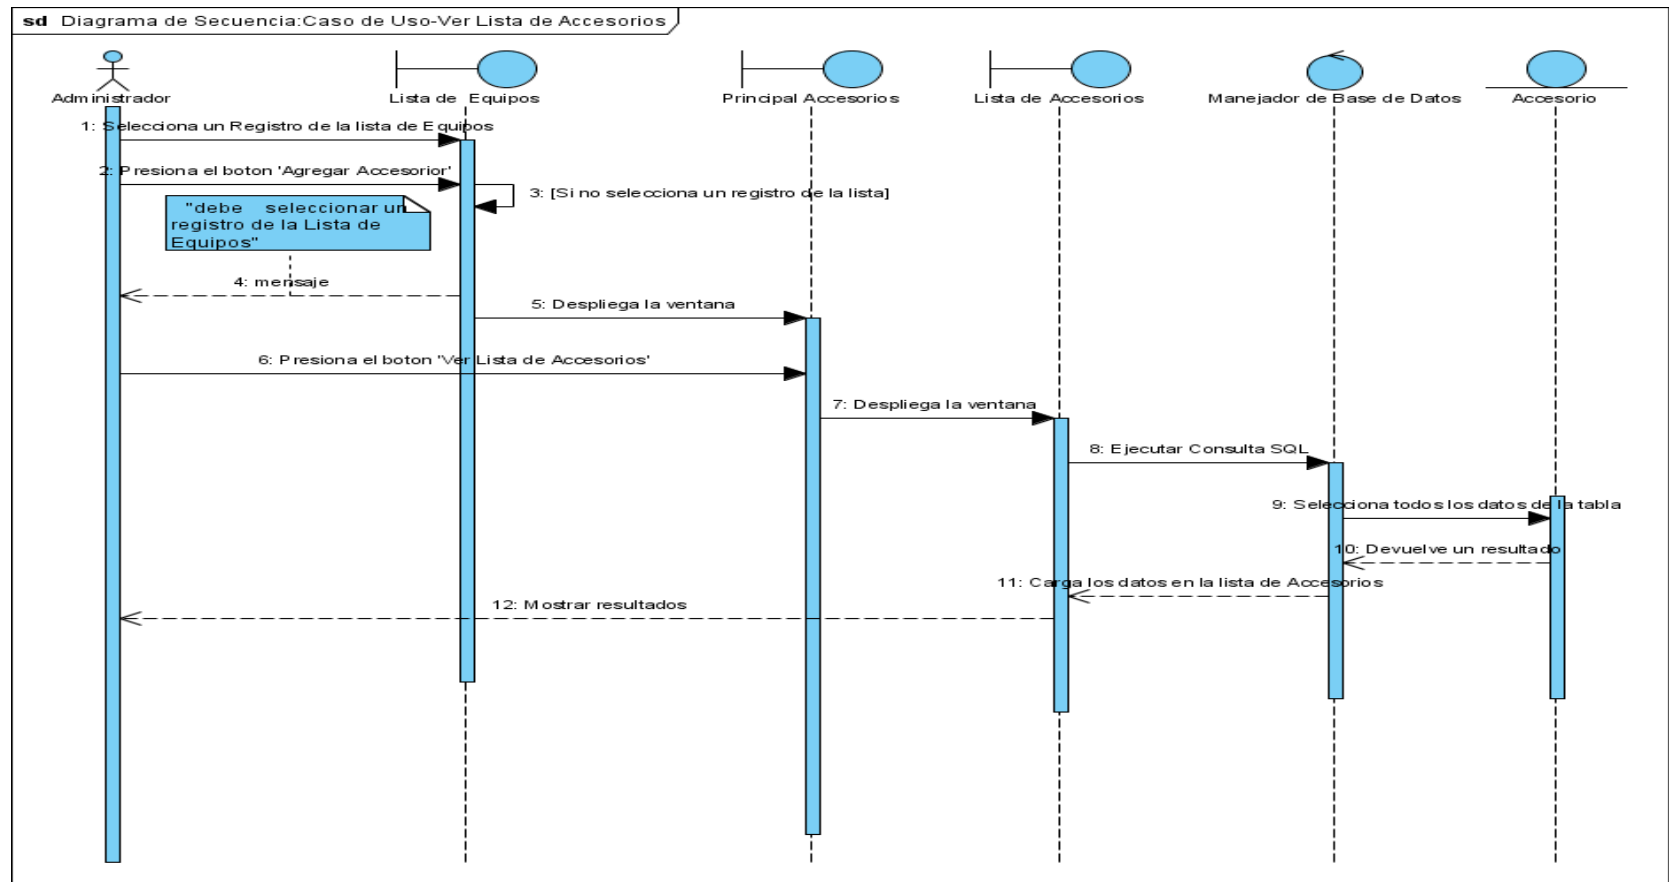 sd Diagrama de Secuencia:Caso de Uso-Ver Lista de Accesorios
Administrador
Lista de Equipos
Principal Accesorios
Lista de Accesorios
Manejador de Base de Datos
Accesorio
1: Selecciona un Registro de la lista de Equipos
2: Presiona el boton 'Agregar Accesorior'
3: [Si no selecciona un registro de la lista]
"debe seleccionar un
registro de la Lista de
Equipos"
4: mensaje
5: Despliega la ventana
6: Presiona el boton 'Ver Lista de Accesorios'
7: Despliega la ventana
8: Ejecutar Consulta SQL
9: Selecciona todos los datos de la tabla
10: Devuelve un resultado
11: Carga los datos en la lista de Accesorios
12: Mostrar resultados